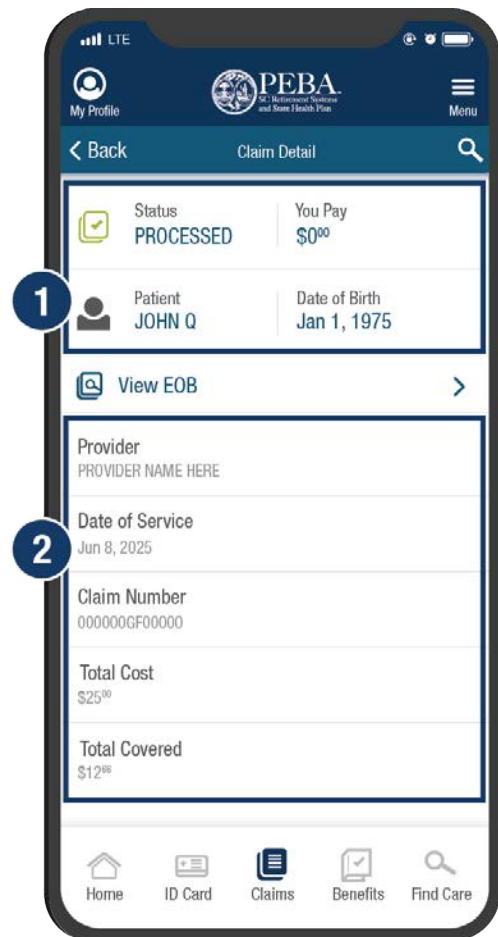 LTE
My Profile
PEBA
SC Retirement Systems
and State Health Plan
Menu
Back
Claim Detail
Status
You Pay
PROCESSED
$0⁰⁰
1
Patient
Date of Birth
JOHN Q
Jan 1, 1975
View EOB
Provider
PROVIDER NAME HERE
2
Date of Service
Jun 8, 2025
Claim Number
000000GF00000
Total Cost
$25⁰⁰
Total Covered
$12⁶⁶
Home
ID Card
Claims
Benefits
Find Care